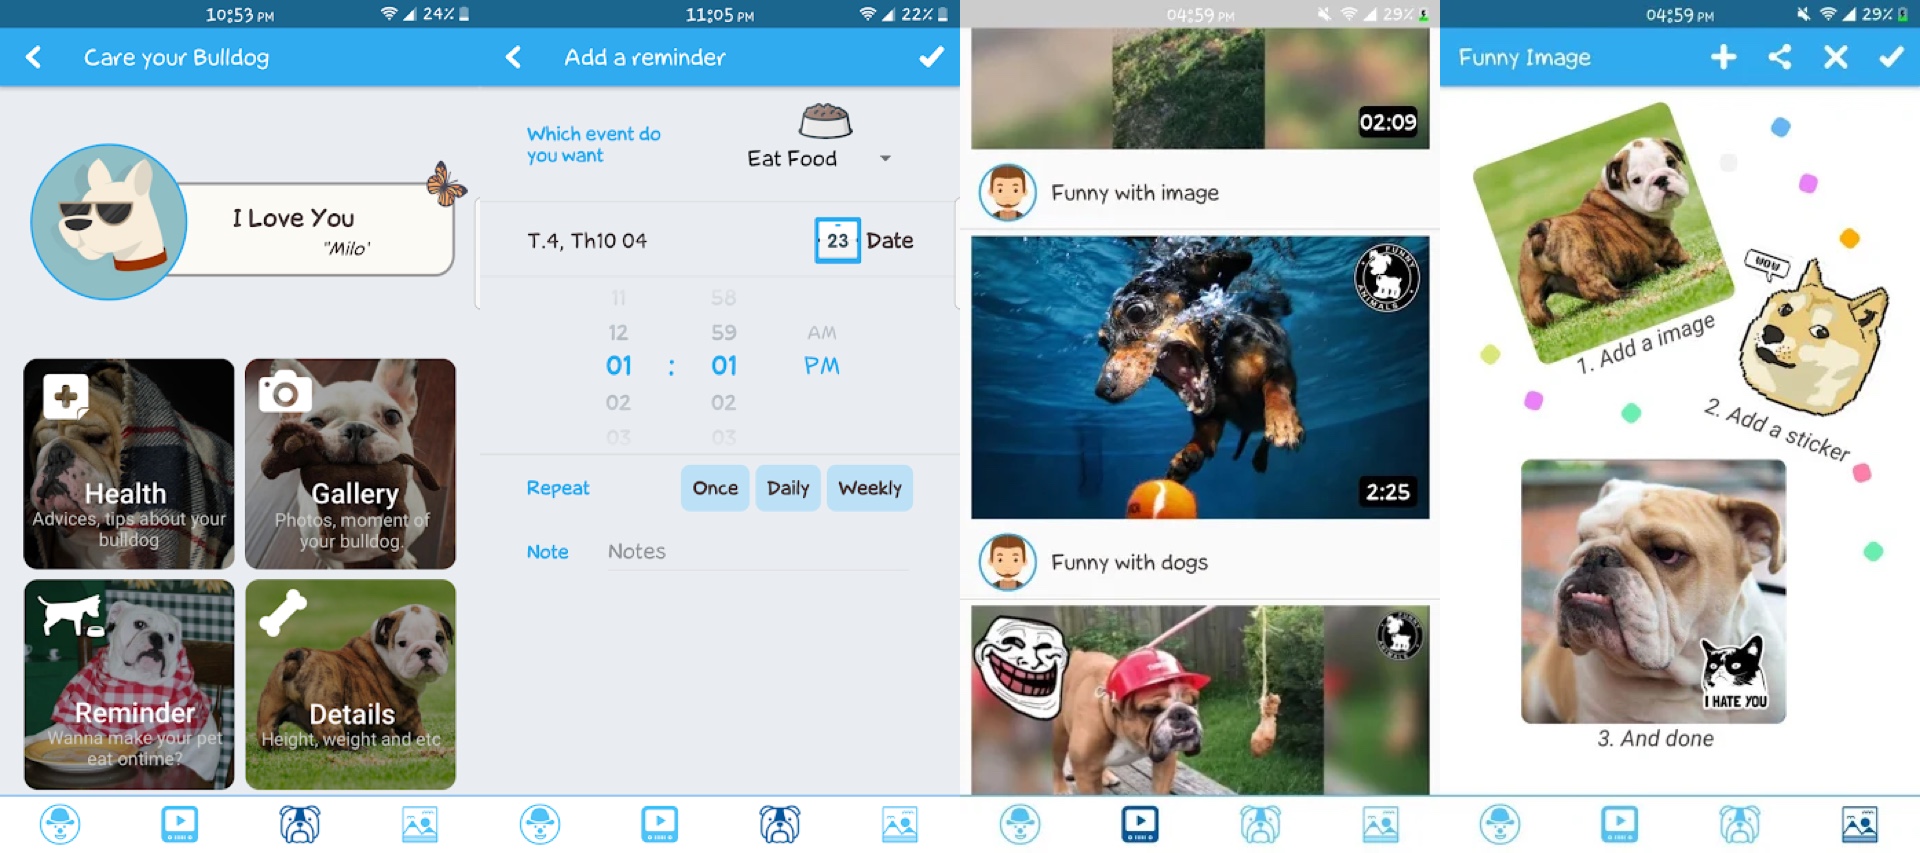 10:53 PM
24%
Care your Bulldog
I Love You
"Milo'
Health
Advices, tips about your
bulldog
Gallery
Photos, moment of
your bulldog.
Reminder
Wanna make your pet
eat ontime?
Details
Height, weight and etc
11:05 PM
22%
Add a reminder
Which event do
you want
Eat Food
T.4, Th10 04
23
Date
11 58
12 59 AM
01 : 01 PM
02 02
03 03
Repeat
Once
Daily
Weekly
Note
Notes
04:59 PM
29%
02:09
Funny with image
FUNNY
ANIMALS
2:25
Funny with dogs
FUNNY
ANIMALS
04:59 PM
29%
Funny Image
1. Add a image
WOW
2. Add a sticker
I HATE YOU
3. And done